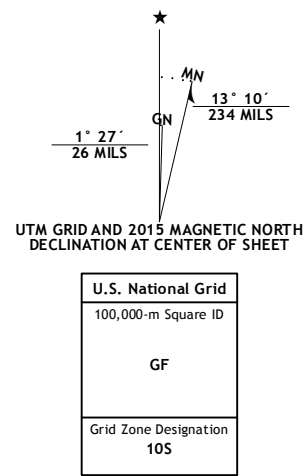 ★
MN
GN
13° 10´
234 MILS
1° 27´
26 MILS
UTM GRID AND 2015 MAGNETIC NORTH
DECLINATION AT CENTER OF SHEET
U.S. National Grid
100,000-m Square ID
GF
Grid Zone Designation
10S